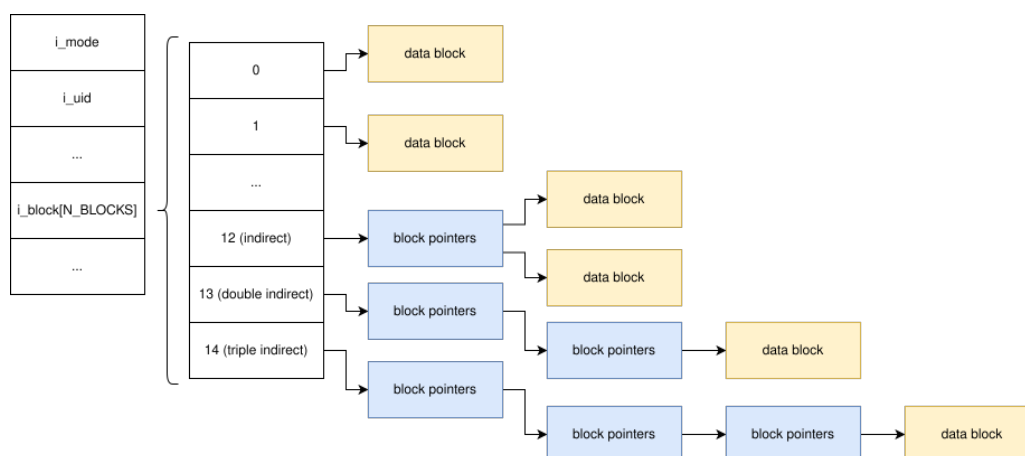 i_mode
i_uid
...
i_block[N_BLOCKS]
...
0
1
...
12 (indirect)
13 (double indirect)
14 (triple indirect)
data block
data block
block pointers
data block
data block
block pointers
block pointers
data block
block pointers
block pointers
block pointers
data block